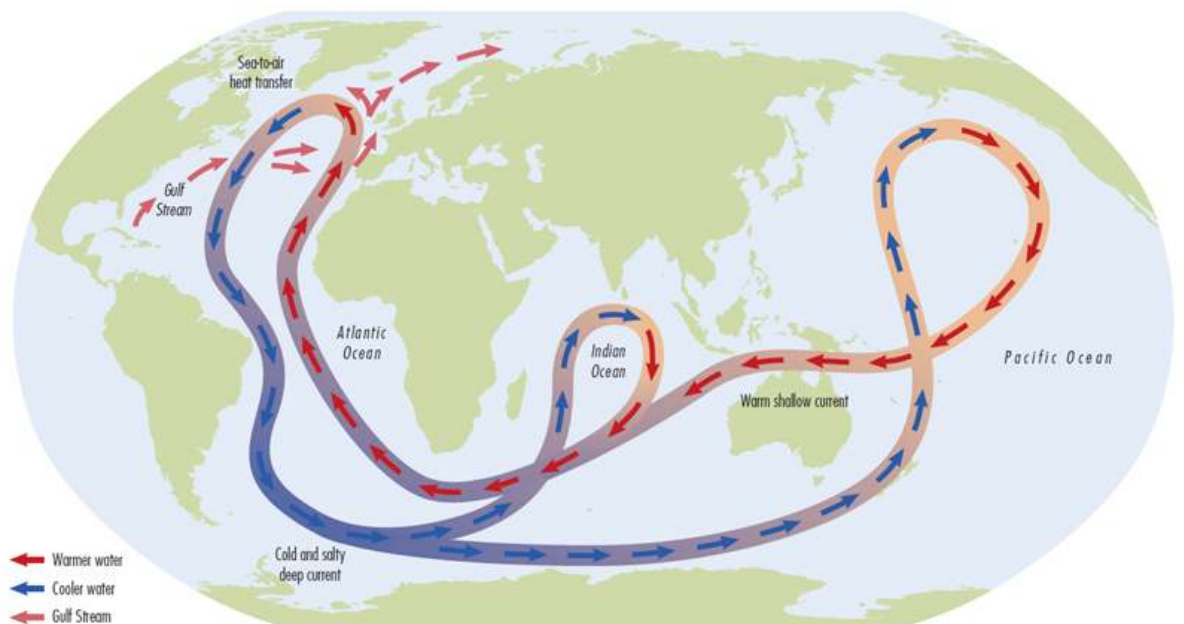 Sea-to-air
heat transfer
Gulf
Stream
Atlantic
Ocean
Indian
Ocean
Pacific Ocean
Warm shallow current
Cold and salty
deep current
Warmer water
Cooler water
Gulf Stream